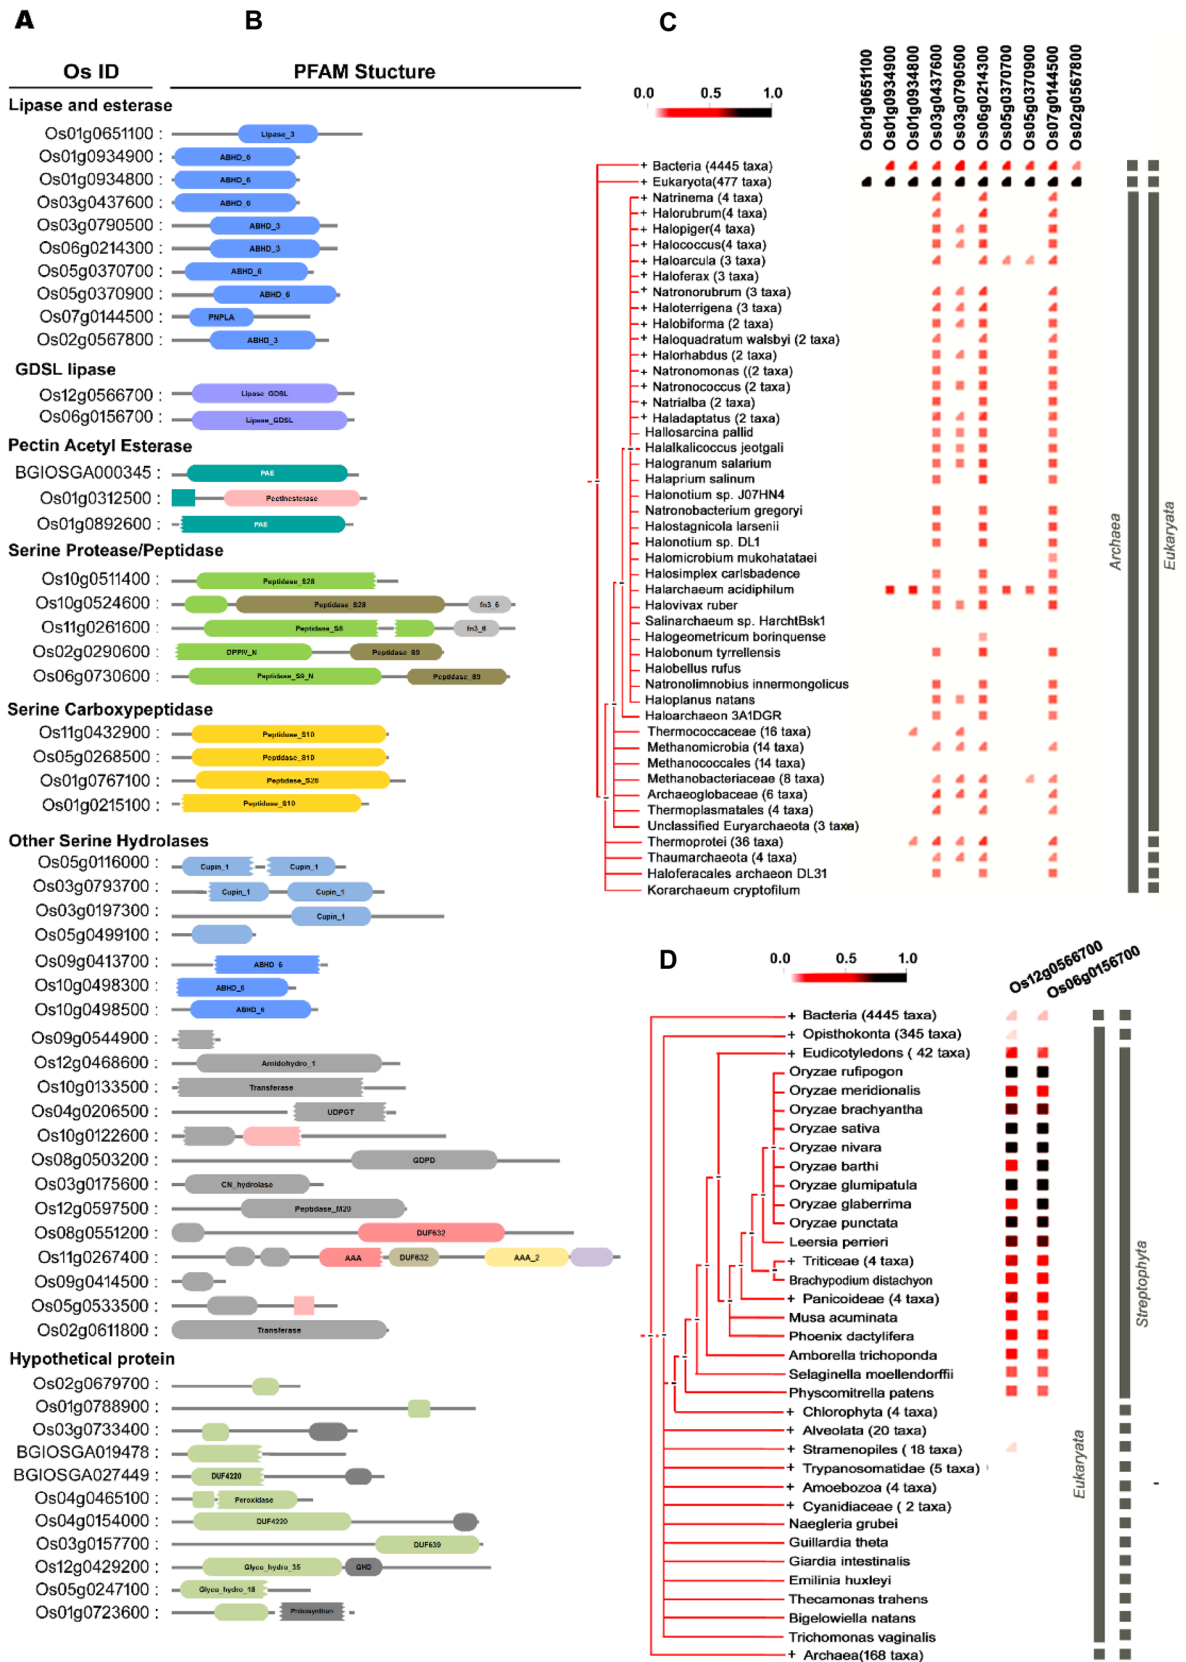 A
B
Os ID
PFAM Stucture
Lipase and esterase
Os01g0651100 :
Lipase_3
Os01g0934900 :
ABHD_6
Os01g0934800 :
ABHD_6
Os03g0437600 :
ABHD_6
Os03g0790500 :
ABHD_3
Os06g0214300 :
ABHD_3
Os05g0370700 :
ABHD_6
Os05g0370900 :
ABHD_6
Os07g0144500 :
PNPLA
Os02g0567800 :
ABHD_3
GDSL lipase
Os12g0566700 :
Lipase_GDSL
Os06g0156700 :
Lipase_GDSL
Pectin Acetyl Esterase
BGIOSGA000345 :
PAE
Os01g0312500 :
Pectinesterase
Os01g0892600 :
PAE
Serine Protease/Peptidase
Os10g0511400 :
Peptidase_S28
Os10g0524600 :
Peptidase_S28
fn3_6
Os11g0261600 :
Peptidase_S8
fn3_6
Os02g0290600 :
DPPIV_N
Peptidase_S9
Os06g0730600 :
Peptidase_S9_N
Peptidase_S9
Serine Carboxypeptidase
Os11g0432900 :
Peptidase_S10
Os05g0268500 :
Peptidase_S10
Os01g0767100 :
Peptidase_S28
Os01g0215100 :
Peptidase_S10
Other Serine Hydrolases
Os05g0116000 :
Cupin_1
Cupin_1
Os03g0793700 :
Cupin_1
Cupin_1
Os03g0197300 :
Cupin_1
Os05g0499100 :
Os09g0413700 :
ABHD_6
Os10g0498300 :
ABHD_6
Os10g0498500 :
ABHD_6
Os09g0544900 :
Os12g0468600 :
Amidohydro_1
Os10g0133500 :
Transferase
Os04g0206500 :
UDPGT
Os10g0122600 :
Os08g0503200 :
GDPD
Os03g0175600 :
CN_hydrolase
Os12g0597500 :
Peptidase_M20
Os08g0551200 :
DUF632
Os11g0267400 :
AAA
DUF632
AAA_2
Os09g0414500 :
Os05g0533500 :
Os02g0611800 :
Transferase
Hypothetical protein
Os02g0679700 :
Os01g0788900 :
Os03g0733400 :
BGIOSGA019478 :
BGIOSGA027449 :
DUF4220
Os04g0465100 :
Peroxidase
Os04g0154000 :
DUF4220
Os03g0157700 :
DUF639
Os12g0429200 :
Glyco_hydro_35
GHD
Os05g0247100 :
Glyco_hydro_18
Os01g0723600 :
C
0.0 0.5 1.0
Os01g0651100
Os01g0934900
Os01g0934800
Os03g0437600
Os03g0790500
Os06g0214300
Os05g0370700
Os05g0370900
Os07g0144500
Os02g0567800
+ Bacteria (4445 taxa)
+ Eukaryota(477 taxa)
+ Natrinema (4 taxa)
+ Halorubrum(4 taxa)
+ Halopiger(4 taxa)
+ Halococcus(4 taxa)
+ Haloarcula (3 taxa)
+ Haloferax (3 taxa)
+ Natronorubrum (3 taxa)
+ Haloterrigena (3 taxa)
+ Halobiforma (2 taxa)
+ Haloquadratum walsbyi (2 taxa)
+ Halorhabdus (2 taxa)
+ Natronomonas ((2 taxa)
+ Natronococcus (2 taxa)
+ Natrialba (2 taxa)
+ Haladaptatus (2 taxa)
Hallosarcina pallid
Halalkalicoccus jeotgali
Halogranum salarium
Halaprium salinum
Halonotium sp. J07HN4
Natronobacterium gregoryi
Halostagnicola larsenii
Halonotium sp. DL1
Halomicrobium mukohatataei
Halosimplex carlsbadence
Halarchaeum acidiphilum
Halovivax ruber
Salinarchaeum sp. HarchtBsk1
Halogeometricum borinquense
Halobonum tyrrellensis
Halobellus rufus
Natronolimnobius innermongolicus
Haloplanus natans
Haloarchaeon 3A1DGR
Thermococcaceae (16 taxa)
Methanomicrobia (14 taxa)
Methanococcales (14 taxa)
Methanobacteriaceae (8 taxa)
Archaeoglobaceae (6 taxa)
Thermoplasmatales (4 taxa)
Unclassified Euryarchaeota (3 taxa)
Thermoprotei (36 taxa)
Thaumarchaeota (4 taxa)
Haloferacales archaeon DL31
Korarchaeum cryptofilum
Archaea
Eukaryata
D
0.0 0.5 1.0
Os12g0566700
Os06g0156700
+ Bacteria (4445 taxa)
+ Opisthokonta (345 taxa)
+ Eudicotyledons ( 42 taxa)
Oryzae rufipogon
Oryzae meridionalis
Oryzae brachyantha
Oryzae sativa
Oryzae nivara
Oryzae barthi
Oryzae glumipatula
Oryzae glaberrima
Oryzae punctata
Leersia perrieri
+ Triticeae (4 taxa)
Brachypodium distachyon
+ Panicoideae (4 taxa)
Musa acuminata
Phoenix dactylifera
Amborella trichoponda
Selaginella moellendorffii
Physcomitrella patens
+ Chlorophyta (4 taxa)
+ Alveolata (20 taxa)
+ Stramenopiles ( 18 taxa)
+ Trypanosomatidae (5 taxa)
+ Amoebozoa (4 taxa)
+ Cyanidiaceae ( 2 taxa)
Naegleria grubei
Guillardia theta
Giardia intestinalis
Emilinia huxleyi
Thecamonas trahens
Bigelowiella natans
Trichomonas vaginalis
+ Archaea(168 taxa)
Eukaryata
Streptophyta